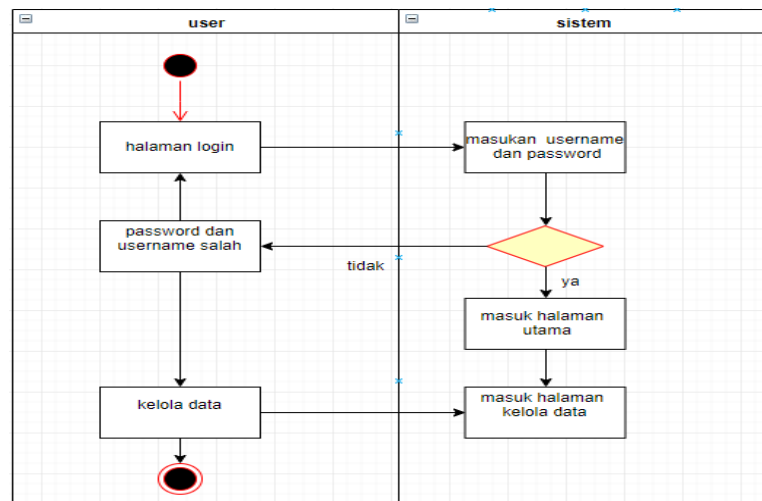 user
sistem
halaman login
masukan username
dan password
password dan
username salah
tidak
ya
masuk halaman
utama
kelola data
masuk halaman
kelola data